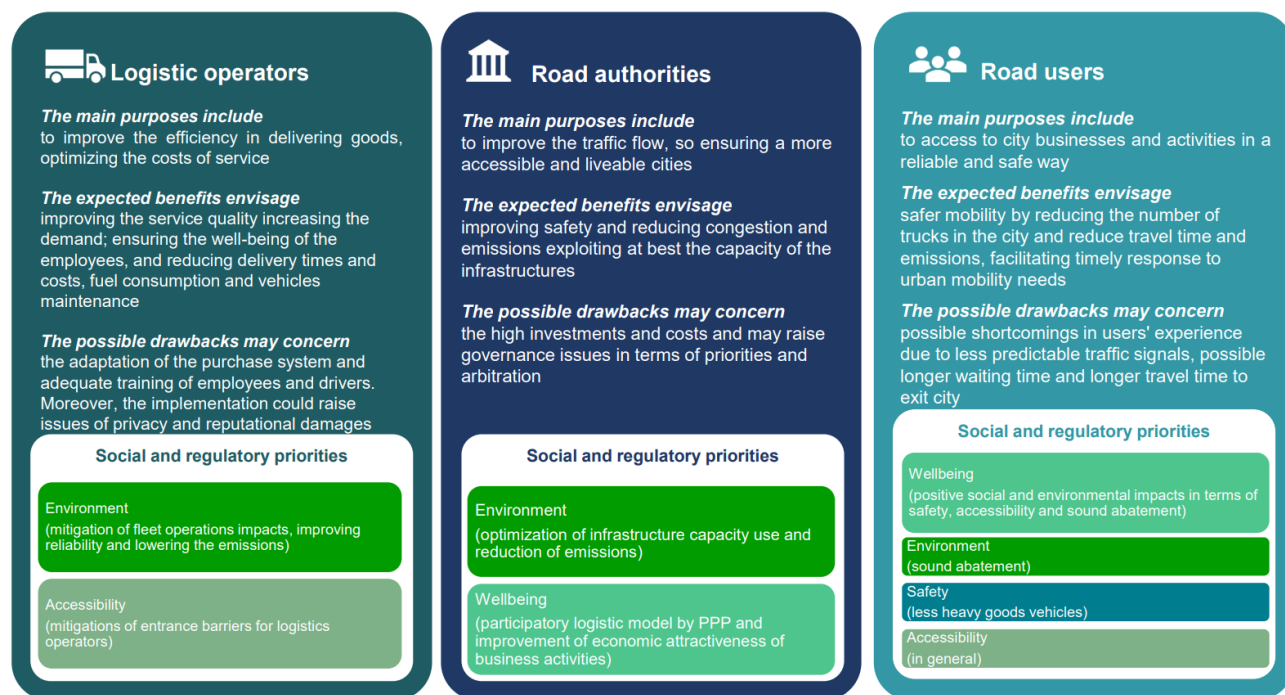 Logistic operators
The main purposes include
to improve the efficiency in delivering goods,
optimizing the costs of service
The expected benefits envisage
improving the service quality increasing the
demand; ensuring the well-being of the
employees, and reducing delivery times and
costs, fuel consumption and vehicles
maintenance
The possible drawbacks may concern
the adaptation of the purchase system and
adequate training of employees and drivers.
Moreover, the implementation could raise
issues of privacy and reputational damages
Social and regulatory priorities
Environment
(mitigation of fleet operations impacts, improving
reliability and lowering the emissions)
Accessibility
(mitigations of entrance barriers for logistics
operators)
Road authorities
The main purposes include
to improve the traffic flow, so ensuring a more
accessible and liveable cities
The expected benefits envisage
improving safety and reducing congestion and
emissions exploiting at best the capacity of the
infrastructures
The possible drawbacks may concern
the high investments and costs and may raise
governance issues in terms of priorities and
arbitration
Social and regulatory priorities
Environment
(optimization of infrastructure capacity use and
reduction of emissions)
Wellbeing
(participatory logistic model by PPP and
improvement of economic attractiveness of
business activities)
Road users
The main purposes include
to access to city businesses and activities in a
reliable and safe way
The expected benefits envisage
safer mobility by reducing the number of
trucks in the city and reduce travel time and
emissions, facilitating timely response to
urban mobility needs
The possible drawbacks may concern
possible shortcomings in users' experience
due to less predictable traffic signals, possible
longer waiting time and longer travel time to
exit city
Social and regulatory priorities
Wellbeing
(positive social and environmental impacts in terms of
safety, accessibility and sound abatement)
Environment
(sound abatement)
Safety
(less heavy goods vehicles)
Accessibility
(in general)